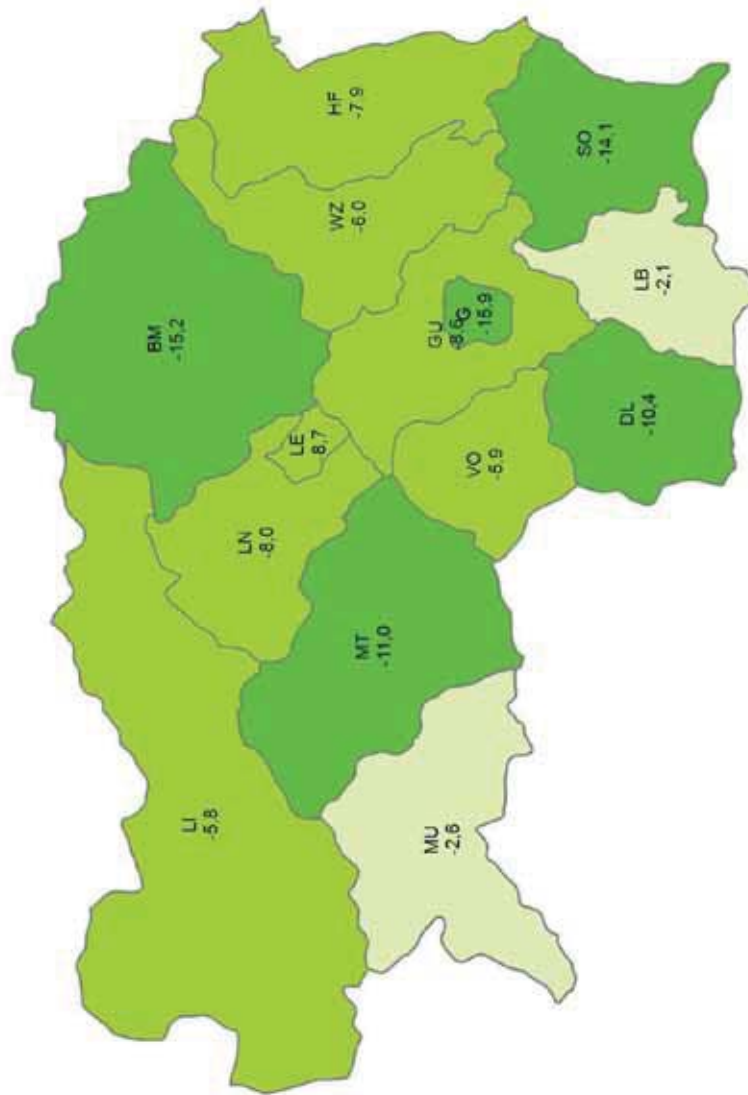 BM
-15,2
LI
-5,8
LN
-8,0
LE
8,7
WZ
-6,0
HF
-7,9
MT
-11,0
MU
-2,6
GU
-8,6
G
-15,9
VO
-5,9
SO
-14,1
DL
-10,4
LB
-2,1